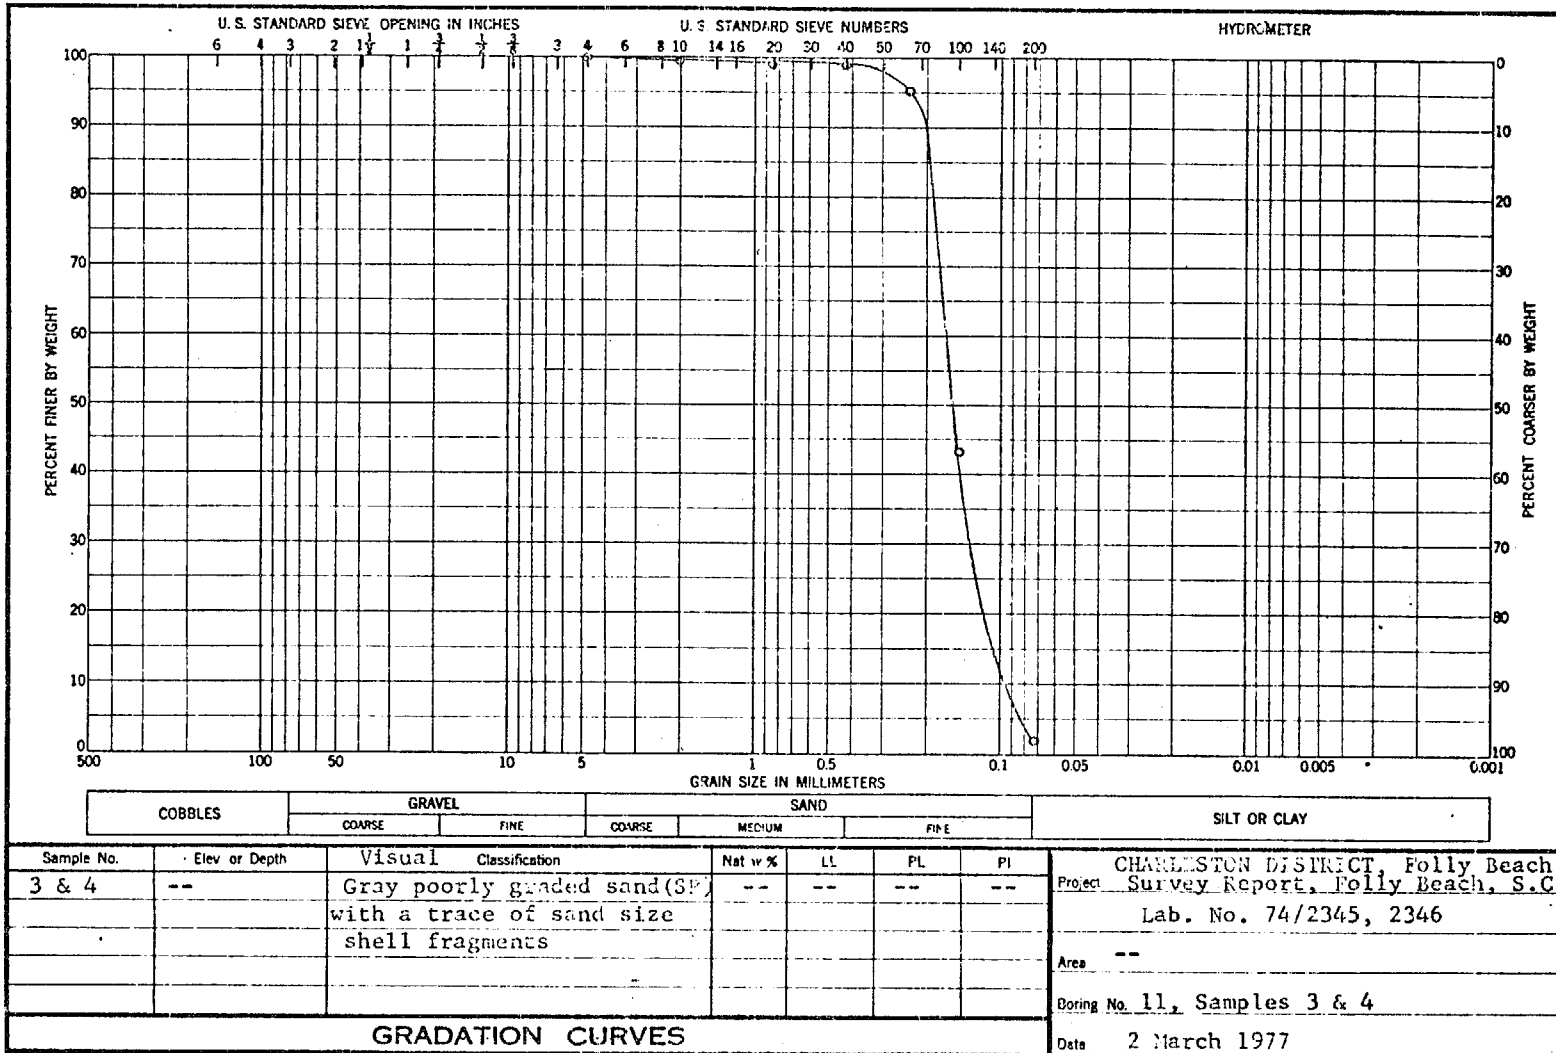 U. S. STANDARD SIEVE OPENING IN INCHES
U. S. STANDARD SIEVE NUMBERS
HYDROMETER
6 4 3 2 1½ 1 ¾ ½ ⅜ 3 4 6 8 10 14 16 20 30 40 50 70 100 140 200
PERCENT FINER BY WEIGHT
100
90
80
70
60
50
40
30
20
10
0
PERCENT COARSER BY WEIGHT
0
10
20
30
40
50
60
70
80
90
100
500 100 50 10 5 1 0.5 0.1 0.05 0.01 0.005 0.001
GRAIN SIZE IN MILLIMETERS
COBBLES
GRAVEL
SAND
SILT OR CLAY
COARSE FINE COARSE MEDIUM FINE
Sample No. Elev or Depth Visual Classification Nat w % LL PL PI
3 & 4 -- Gray poorly graded sand(SP) -- -- -- --
with a trace of sand size
shell fragments
CHARLESTON DISTRICT, Folly Beach
Project Survey Report, Folly Beach, S.C
Lab. No. 74/2345, 2346
Area --
Boring No. 11, Samples 3 & 4
Date 2 March 1977
GRADATION CURVES